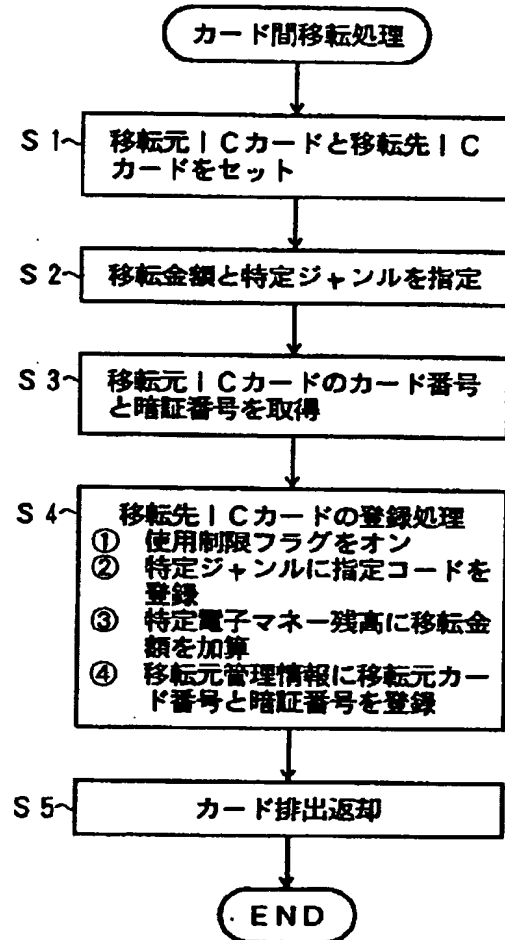 カード間移転処理
S1 移転元ICカードと移転先IC
カードをセット
S2 移転金額と特定ジャンルを指定
S3 移転元ICカードのカード番号
と暗証番号を取得
S4 移転先ICカードの登録処理
① 使用制限フラグをオン
② 特定ジャンルに指定コードを
登録
③ 特定電子マネー残高に移転金
額を加算
④ 移転元管理情報に移転元カー
ド番号と暗証番号を登録
S5 カード排出返却
END